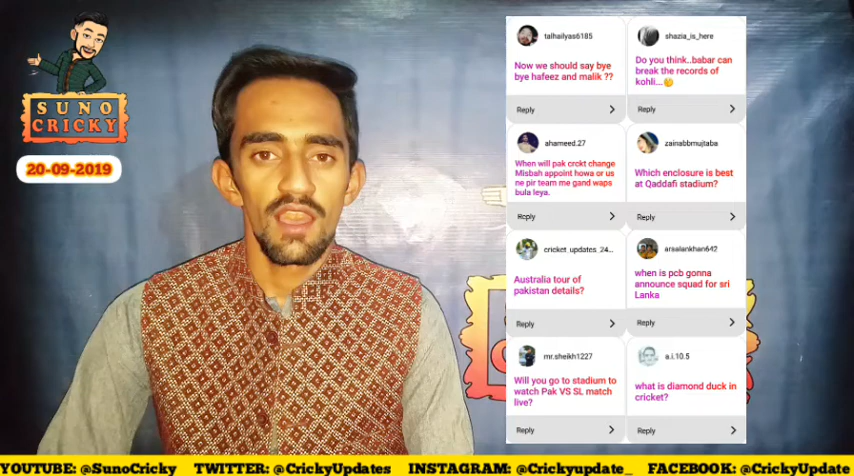 SUNO
CRICKY
20-09-2019
talhailyas6185
Now we should say bye
bye hafeez and malik ??
Reply
shazia_is_here
Do you think..babar can
break the records of
kohli....🤔
Reply
ahameed.27
When will pak crckt change
Misbah appoint howa or us
ne pir team me gand waps
bula leya.
Reply
zainabbmujtaba
Which enclosure is best
at Qaddafi stadium?
Reply
cricket_updates_24...
Australia tour of
pakistan details?
Reply
arsalankhan642
when is pcb gonna
announce squad for sri
Lanka
Reply
mr.sheikh1227
Will you go to stadium to
watch Pak VS SL match
live?
Reply
a.i.10.5
what is diamond duck in
cricket?
Reply
YOUTUBE: @SunoCricky TWITTER: @CrickyUpdates INSTAGRAM: @Crickyupdate_ FACEBOOK: @CrickyUpdate